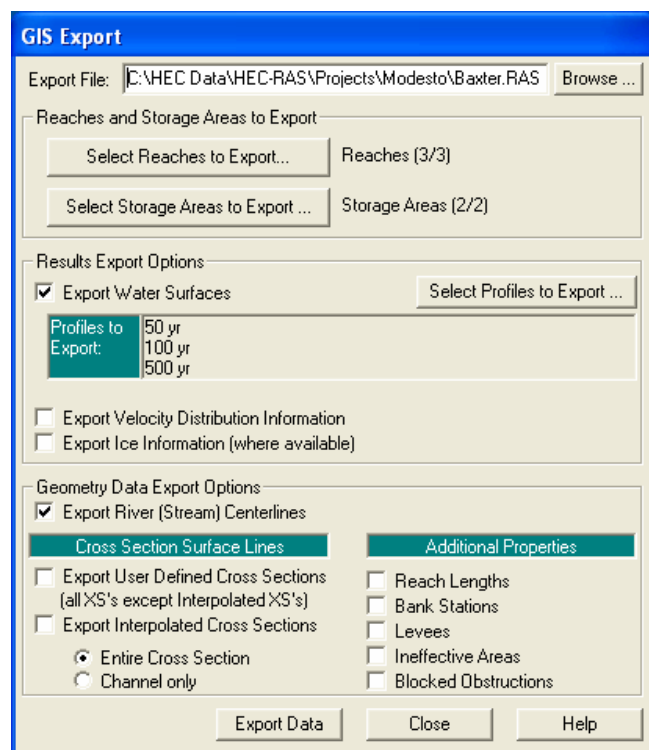 GIS Export
Export File: C:\HEC Data\HEC-RAS\Projects\Modesto\Baxter.RAS Browse ...
Reaches and Storage Areas to Export
Select Reaches to Export... Reaches (3/3)
Select Storage Areas to Export ... Storage Areas (2/2)
Results Export Options
Export Water Surfaces Select Profiles to Export ...
Profiles to Export: 50 yr
100 yr
500 yr
Export Velocity Distribution Information
Export Ice Information (where available)
Geometry Data Export Options
Export River (Stream) Centerlines
Cross Section Surface Lines
Export User Defined Cross Sections
(all XS's except Interpolated XS's)
Export Interpolated Cross Sections
Entire Cross Section
Channel only
Additional Properties
Reach Lengths
Bank Stations
Levees
Ineffective Areas
Blocked Obstructions
Export Data Close Help